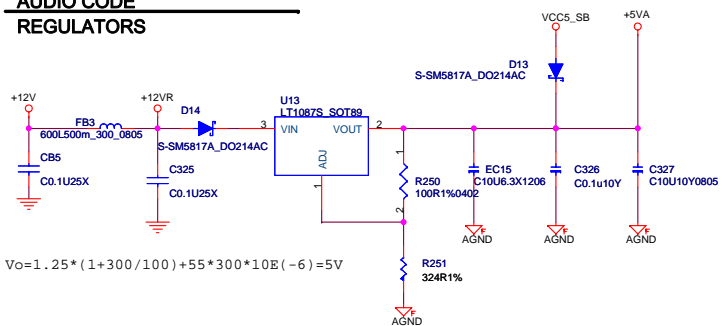 AUDIO CODE
REGULATORS
VCC5_SB
+5VA
D13
S-SM5817A_DO214AC
+12V
+12VR
D14
U13
LT1087S_SOT89
FB3
600L500m_300_0805
S-SM5817A_DO214AC
3
VIN
VOUT
2
ADJ
1
1
CB5
C0.1U25X
C325
C0.1U25X
R250
100R1%0402
2
EC15
C10U6.3X1206
C326
C0.1u10Y
C327
C10U10Y0805
AGND
AGND
AGND
Vo=1.25*(1+300/100)+55*300*10E(-6)=5V
R251
324R1%
AGND